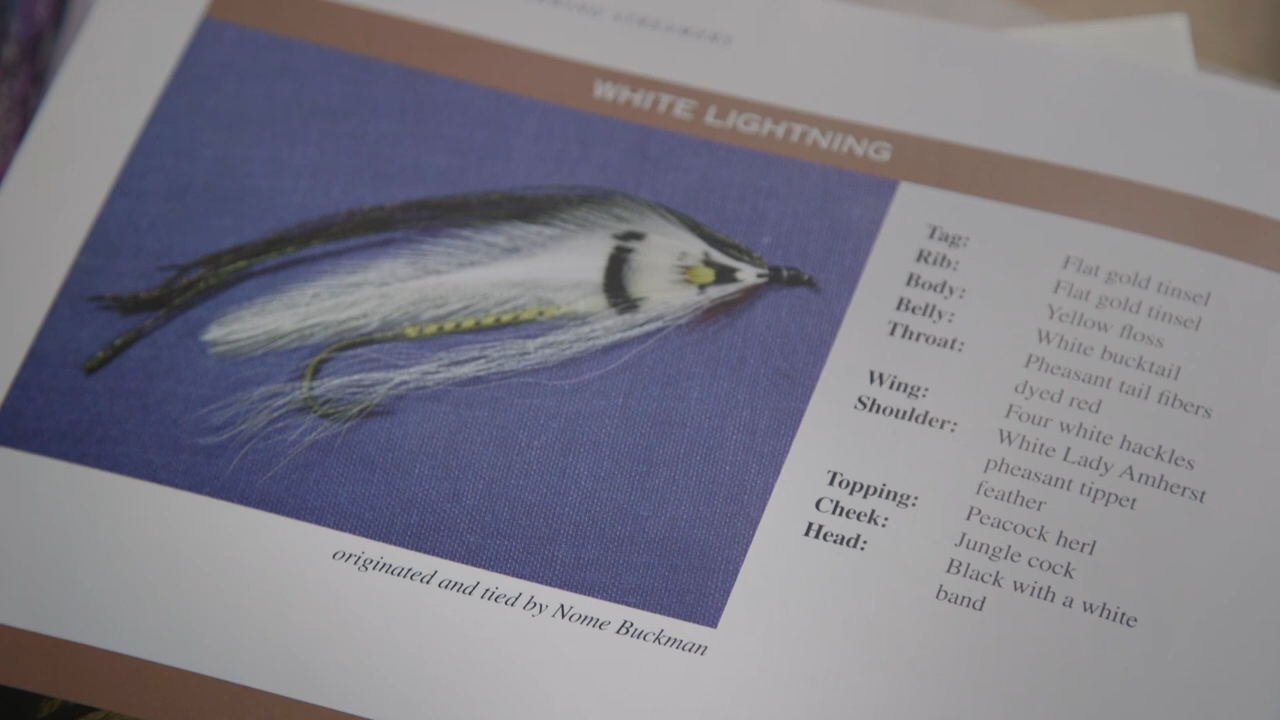 WHITE LIGHTNING
Tag: Flat gold tinsel
Rib: Flat gold tinsel
Body: Yellow floss
Belly: White bucktail
Throat: Pheasant tail fibers
dyed red
Wing: Four white hackles
Shoulder: White Lady Amherst
pheasant tippet
feather
Topping: Peacock herl
Cheek: Jungle cock
Head: Black with a white
band
originated and tied by Nome Buckman